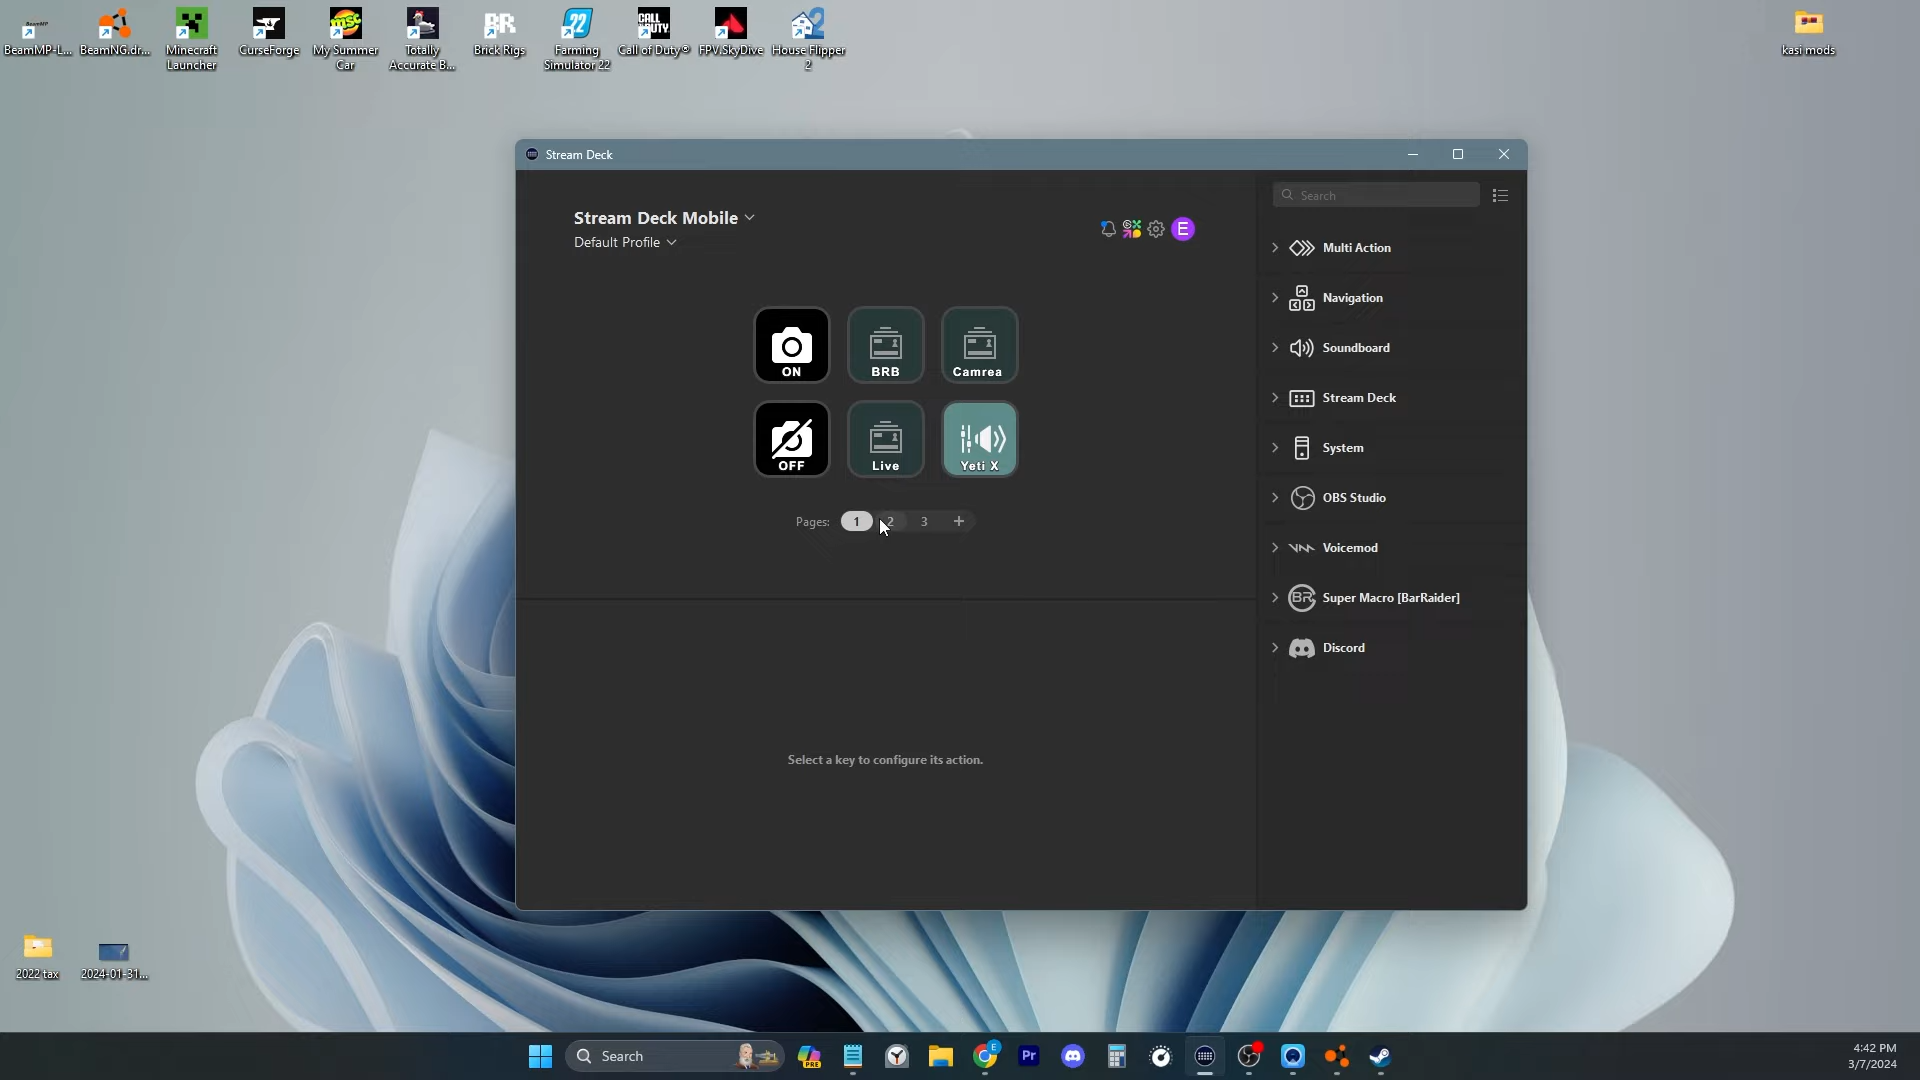 BeamMP-L...
BeamNG.dr...
Minecraft
Launcher
CurseForge
My Summer
Car
Totally
Accurate B...
Brick Rigs
Farming
Simulator 22
Call of Duty®
FPV.SkyDive
House Flipper
2
kasi mods
Stream Deck
Stream Deck Mobile
Default Profile
E
Search
Multi Action
Navigation
Soundboard
Stream Deck
System
OBS Studio
Voicemod
Super Macro [BarRaider]
Discord
ON
BRB
Camrea
OFF
Live
Yeti X
Pages: 1 2 3 +
Select a key to configure its action.
2022 tax
2024-01-31...
Search
PRE
E
Pr
4:42 PM
3/7/2024